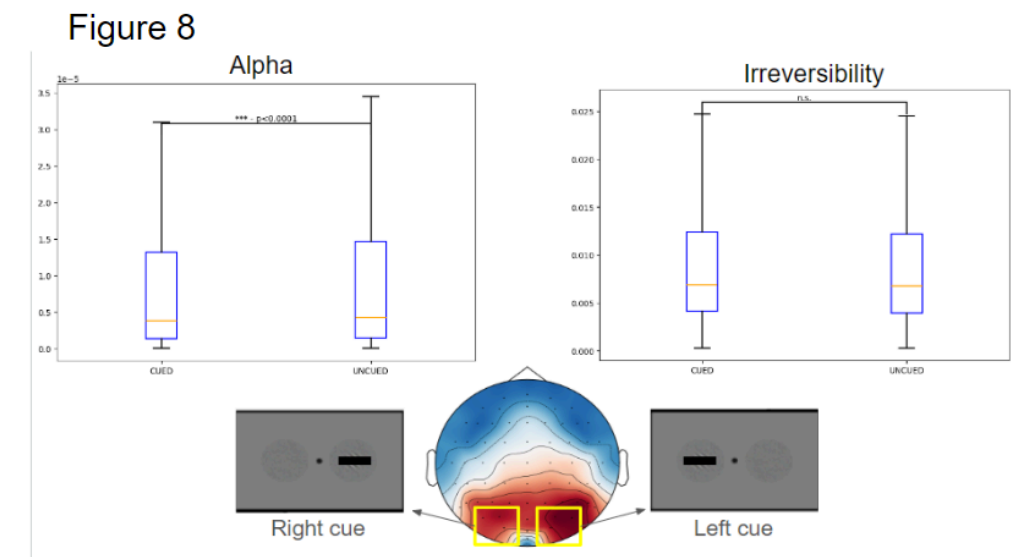 Figure 8
Alpha
1e−5
3.5
3.0
2.5
2.0
1.5
1.0
0.5
0.0
*** - p<0.0001
CUED
UNCUED
Irreversibility
0.025
0.020
0.015
0.010
0.005
0.000
n.s.
CUED
UNCUED
Right cue
Left cue